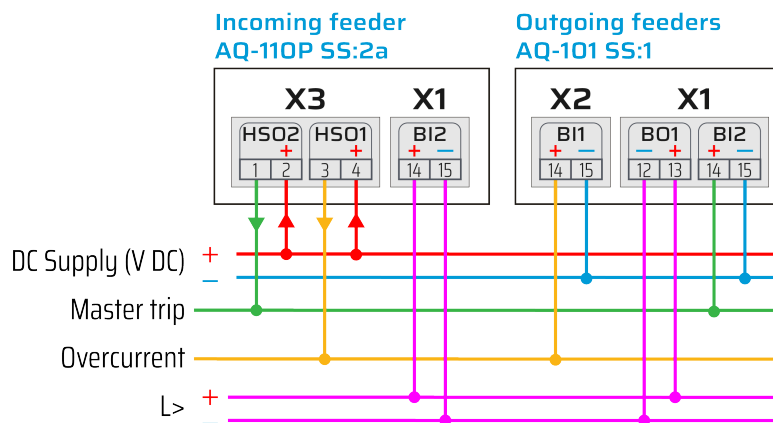 Incoming feeder Outgoing feeders
AQ-110P SS:2a AQ-101 SS:1
X3 X1 X2 X1
HSO2 HSO1 BI2 BI1 BO1 BI2
+ + + − + − − + + −
1 2 3 4 14 15 14 15 12 13 14 15
DC Supply (V DC) +
−
Master trip
Overcurrent
L> +
−